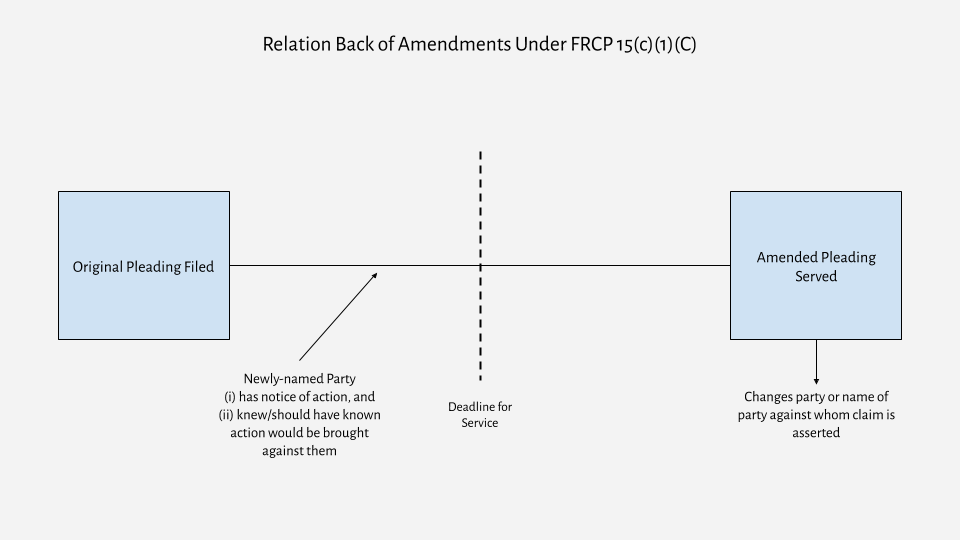 Relation Back of Amendments Under FRCP 15(c)(1)(C)
Original Pleading Filed
Amended Pleading
Served
Newly-named Party
(i) has notice of action, and
(ii) knew/should have known
action would be brought
against them
Deadline for
Service
Changes party or name of
party against whom claim is
asserted